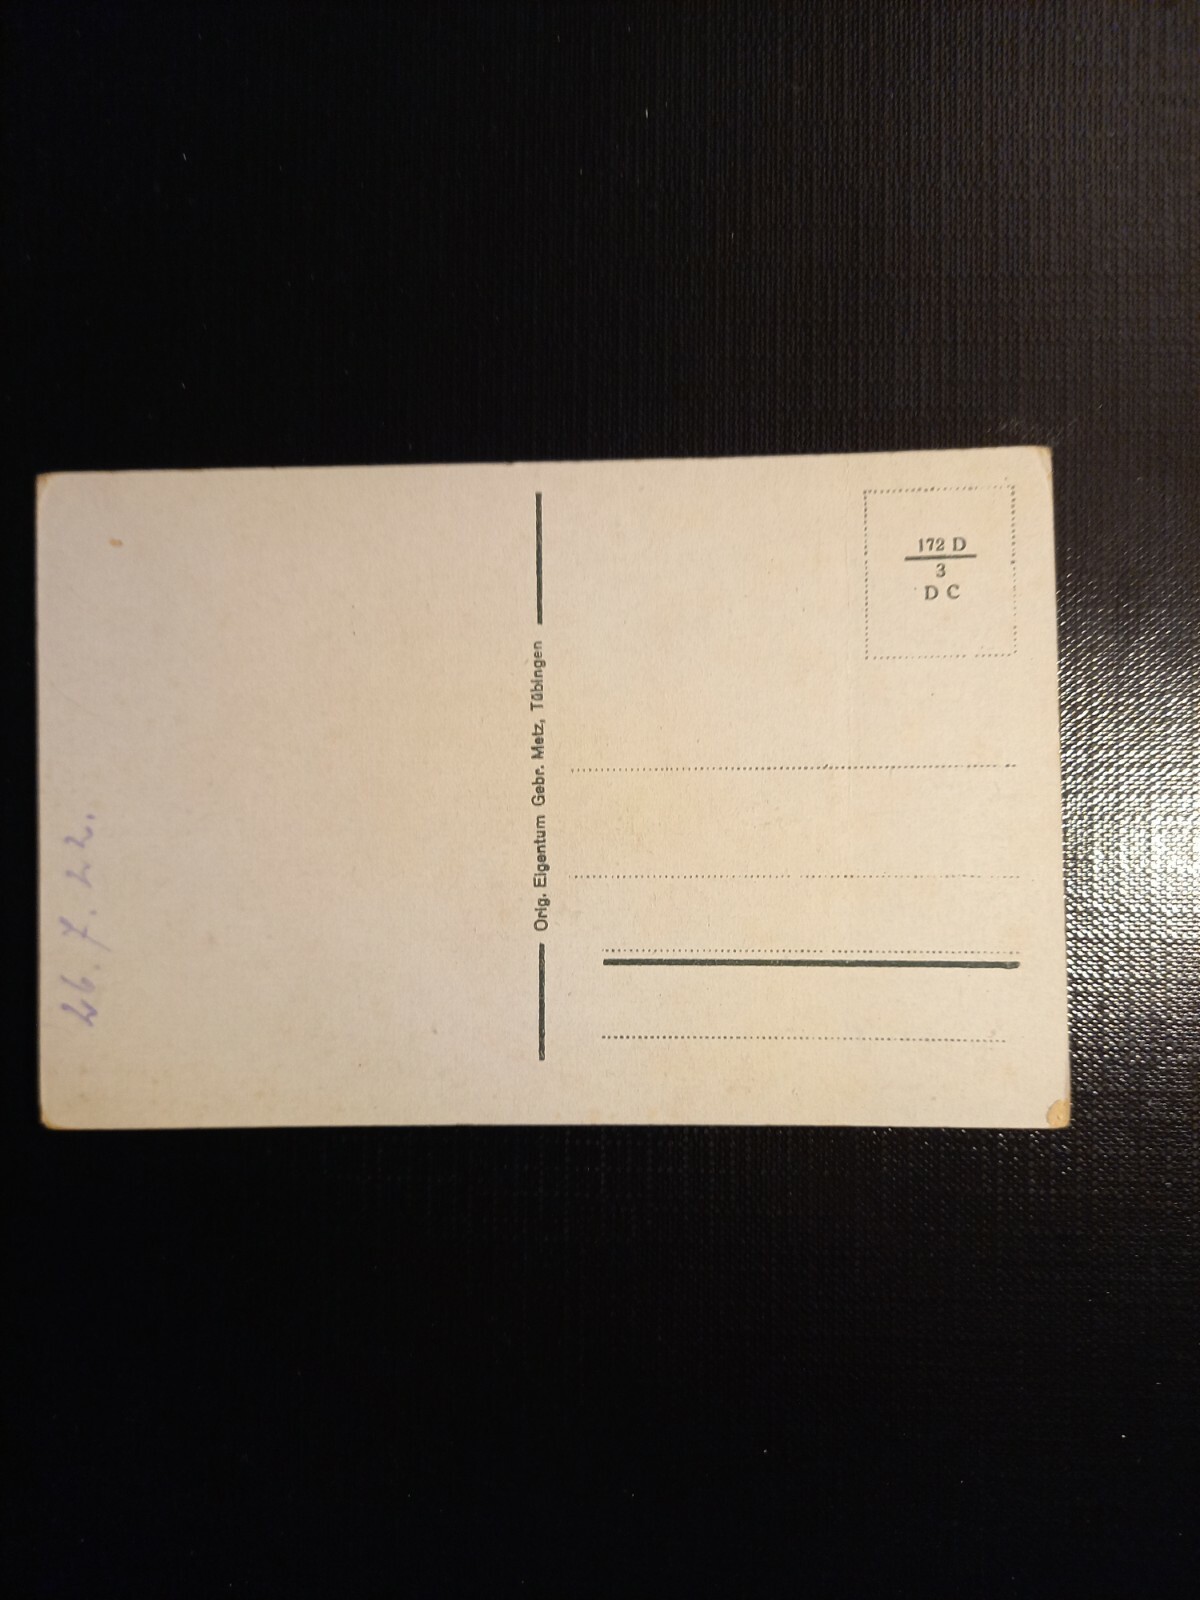 26. 7. 22.
Orig. Eigentum Gebr. Metz, Tübingen
172 D
3
D C